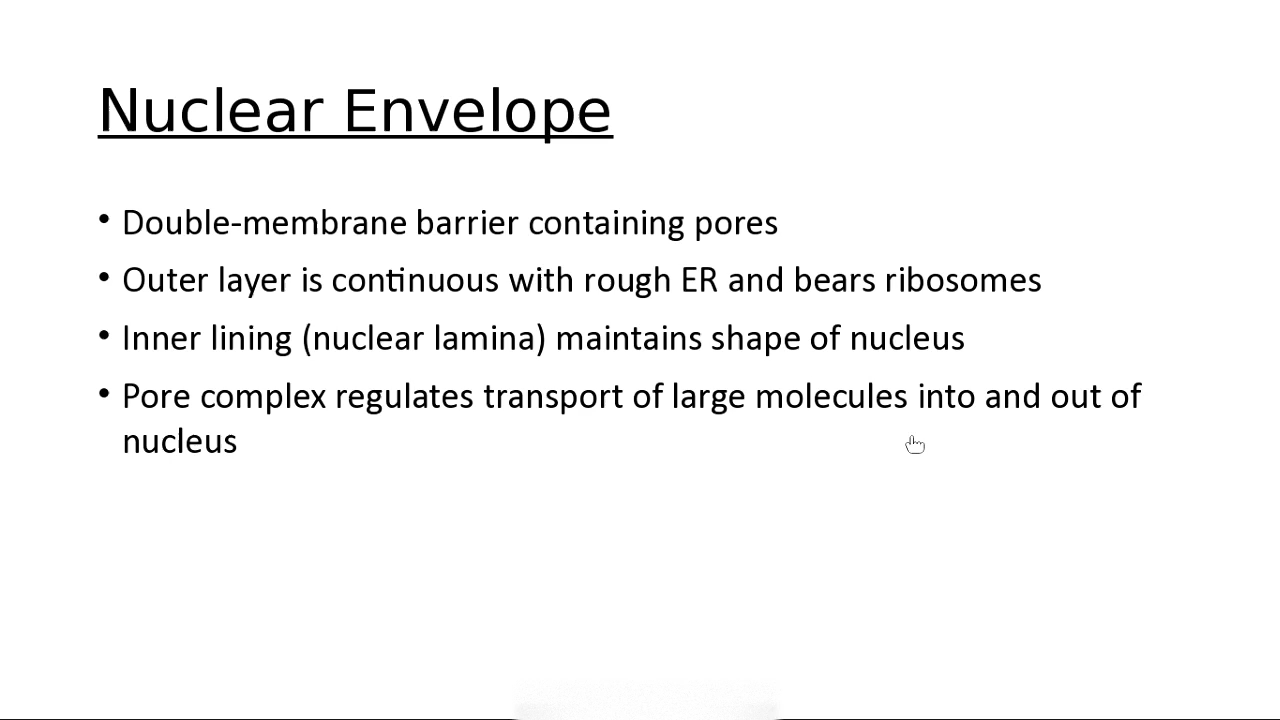 Nuclear Envelope
• Double-membrane barrier containing pores
• Outer layer is continuous with rough ER and bears ribosomes
• Inner lining (nuclear lamina) maintains shape of nucleus
• Pore complex regulates transport of large molecules into and out of
nucleus